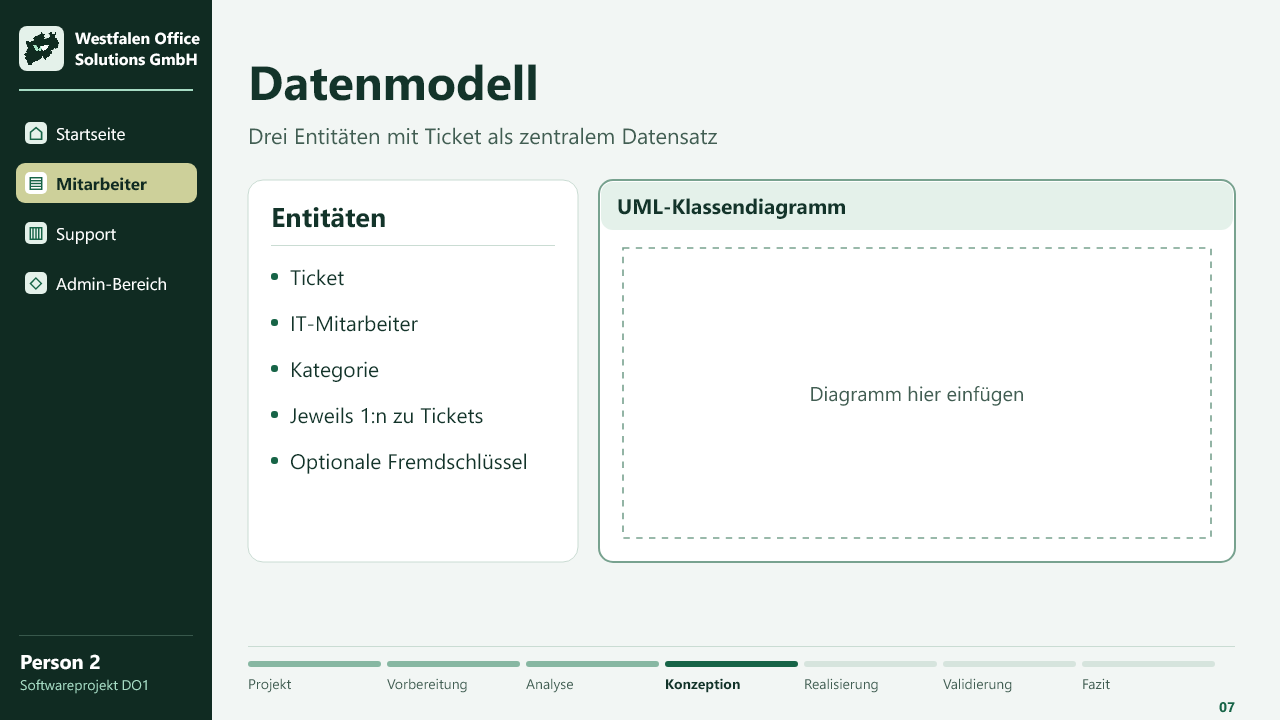 Westfalen Office
Solutions GmbH
Startseite
Mitarbeiter
Support
Admin-Bereich
Person 2
Softwareprojekt DO1
Datenmodell
Drei Entitäten mit Ticket als zentralem Datensatz
Entitäten
Ticket
IT-Mitarbeiter
Kategorie
Jeweils 1:n zu Tickets
Optionale Fremdschlüssel
UML-Klassendiagramm
Diagramm hier einfügen
Projekt
Vorbereitung
Analyse
Konzeption
Realisierung
Validierung
Fazit
07